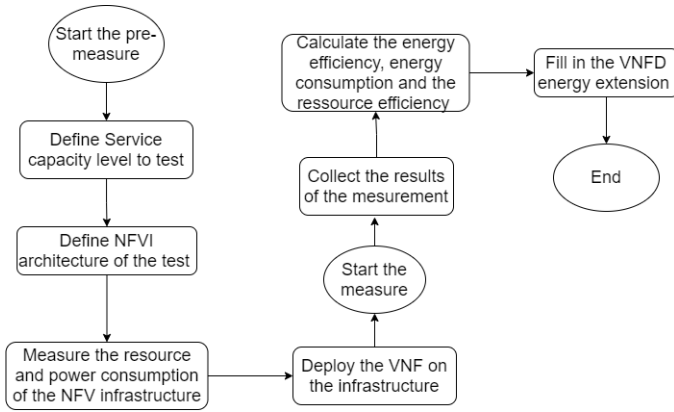 Start the pre-
measure
Define Service
capacity level to test
Define NFVI
architecture of the test
Measure the resource
and power consumption
of the NFV infrastructure
Deploy the VNF on
the infrastructure
Start the
measure
Collect the results
of the mesurement
Calculate the energy
efficiency, energy
consumption and the
ressource efficiency
Fill in the VNFD
energy extension
End